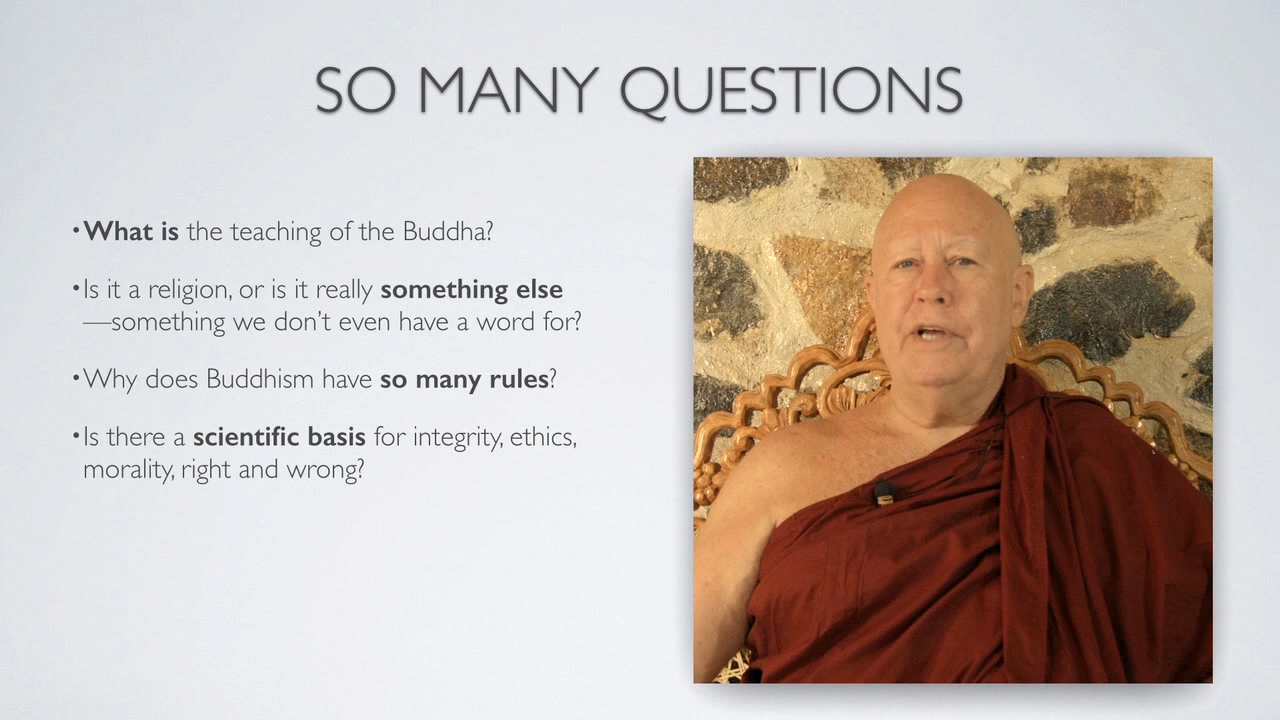 SO MANY QUESTIONS
•What is the teaching of the Buddha?
•Is it a religion, or is it really something else
—something we don’t even have a word for?
•Why does Buddhism have so many rules?
•Is there a scientific basis for integrity, ethics,
morality, right and wrong?